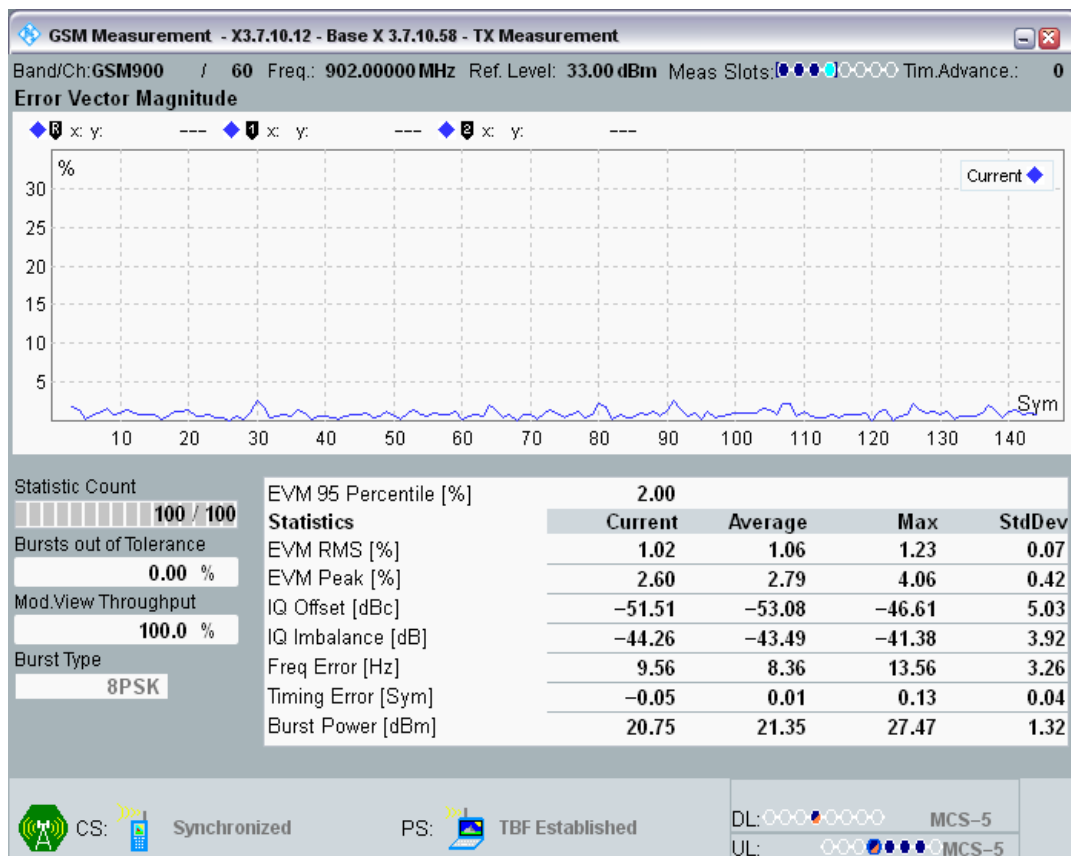 GSM Measurement - X3.7.10.12 - Base X 3.7.10.58 - TX Measurement
Band/Ch:GSM900 / 60 Freq.: 902.00000 MHz Ref. Level: 33.00 dBm Meas Slots: Tim.Advance.: 0
Error Vector Magnitude
R x: y: --- 1 x: y: --- 2 x: y: ---
%
Current
30
25
20
15
10
5
Sym
10 20 30 40 50 60 70 80 90 100 110 120 130 140
Statistic Count
100 / 100
Bursts out of Tolerance
0.00 %
Mod.View Throughput
100.0 %
Burst Type
8PSK
EVM 95 Percentile [%] 2.00
Statistics Current Average Max StdDev
EVM RMS [%] 1.02 1.06 1.23 0.07
EVM Peak [%] 2.60 2.79 4.06 0.42
IQ Offset [dBc] −51.51 −53.08 −46.61 5.03
IQ Imbalance [dB] −44.26 −43.49 −41.38 3.92
Freq Error [Hz] 9.56 8.36 13.56 3.26
Timing Error [Sym] −0.05 0.01 0.13 0.04
Burst Power [dBm] 20.75 21.35 27.47 1.32
CS: Synchronized PS: TBF Established
DL: MCS−5
UL: MCS−5